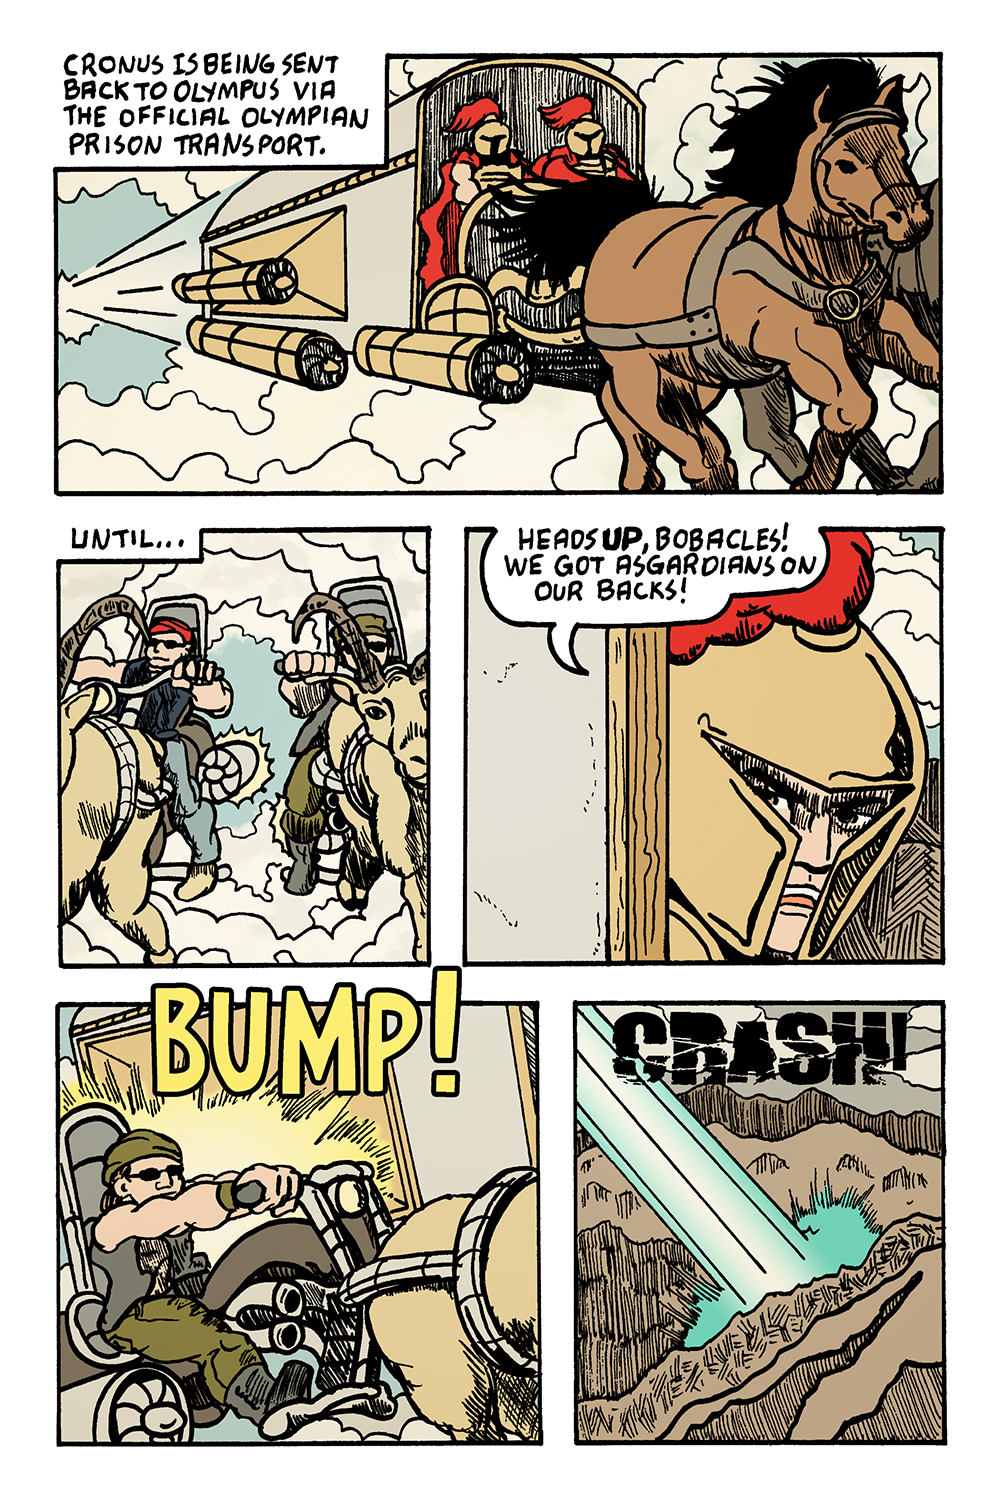 CRONUS IS BEING SENT
BACK TO OLYMPUS VIA
THE OFFICIAL OLYMPIAN
PRISON TRANSPORT.
UNTIL...
HEADS UP, BOBACLES!
WE GOT ASGARDIANS ON
OUR BACKS!
BUMP!
CRASH!